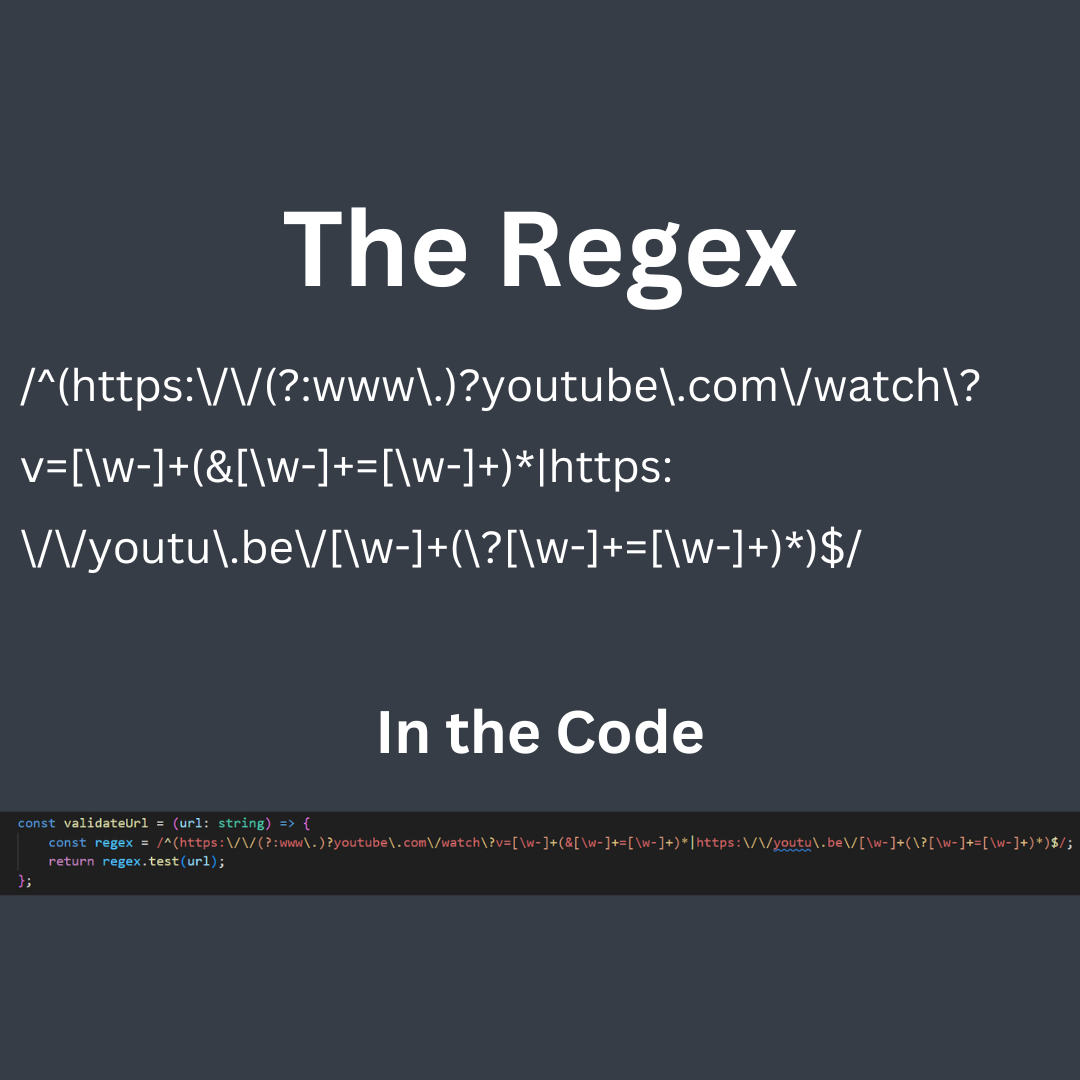 The Regex
/^(https:\/\/(?:www\.)?youtube\.com\/watch\?
v=[\w-]+(&[\w-]+=[\w-]+)*|https:
\/\/youtu\.be\/[\w-]+(\?[\w-]+=[\w-]+)*)$/
In the Code
const validateUrl = (url: string) => {
    const regex = /^(https:\/\/(?:www\.)?youtube\.com\/watch\?v=[\w-]+(&[\w-]+=[\w-]+)*|https:\/\/youtu\.be\/[\w-]+(\?[\w-]+=[\w-]+)*)$/;
    return regex.test(url);
};